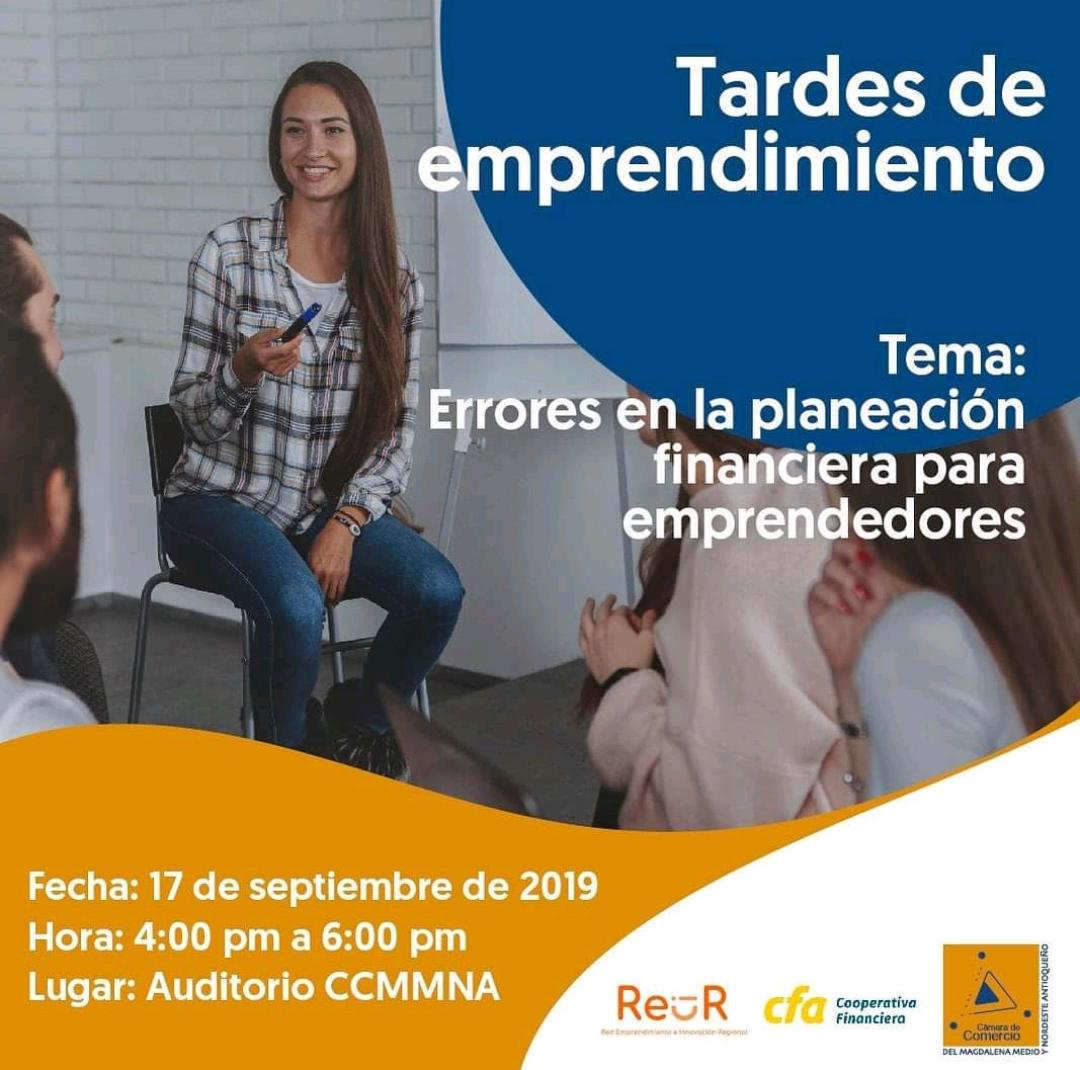 Tardes de
emprendimiento
Tema:
Errores en la planeación
financiera para
emprendedores
Fecha: 17 de septiembre de 2019
Hora: 4:00 pm a 6:00 pm
Lugar: Auditorio CCMMNA
ReüR
Red Emprendimiento e Innovación Regional
cfa Cooperativa
Financiera
Cámara de
Comercio
DEL MAGDALENA MEDIO
Y NORDESTE ANTIOQUEÑO